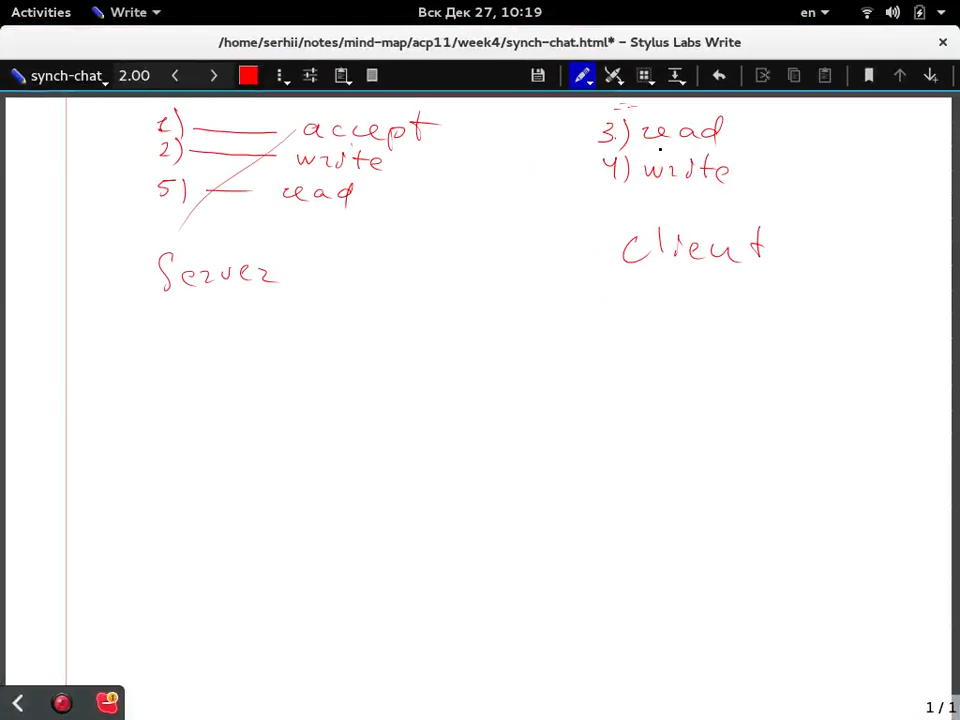 Activities Write Вск Дек 27, 10:19 en
/home/serhii/notes/mind-map/acp11/week4/synch-chat.html* – Stylus Labs Write
synch-chat 2.00
1) accept
2) write
5) read
Server
3.) read
4) write
Client
1 / 1